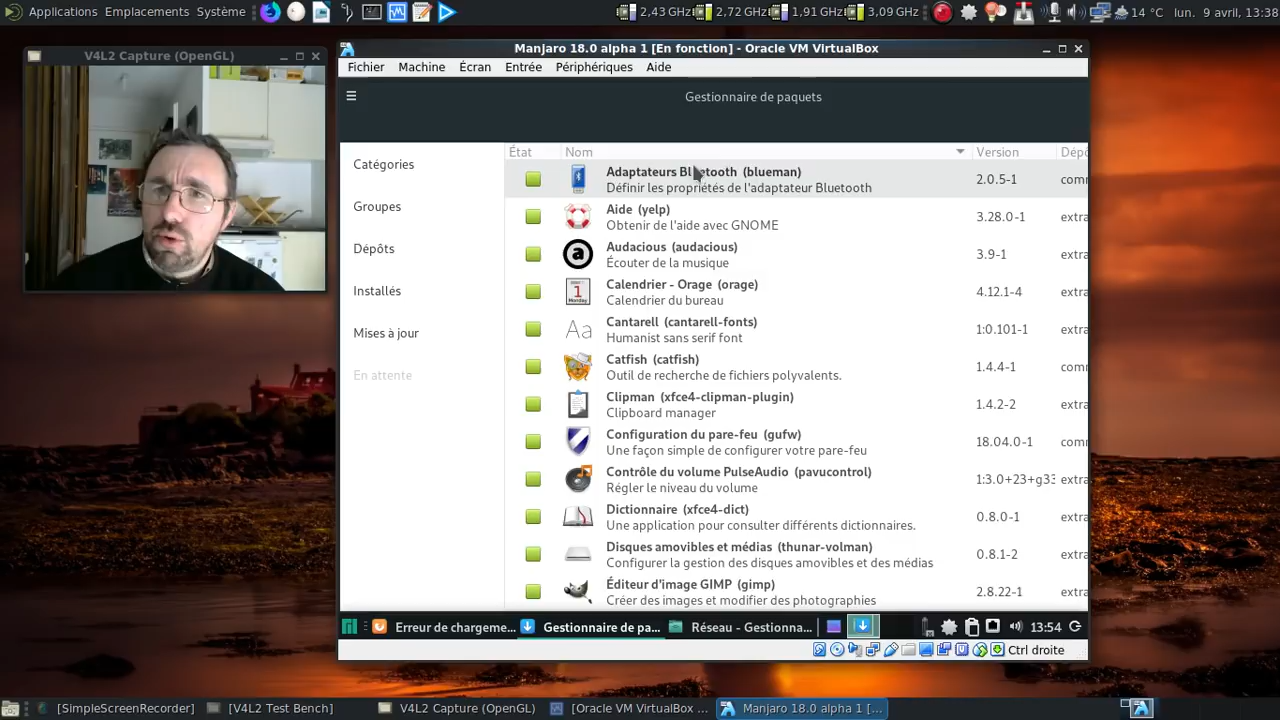 Applications Emplacements Système
2,43 GHz 2,72 GHz 1,91 GHz 3,09 GHz
14 °C lun. 9 avril, 13:38
V4L2 Capture (OpenGL)
Manjaro 18.0 alpha 1 [En fonction] - Oracle VM VirtualBox
Fichier Machine Écran Entrée Périphériques Aide
Gestionnaire de paquets
Catégories
Groupes
Dépôts
Installés
Mises à jour
En attente
État Nom Version Dépô
Adaptateurs Bluetooth (blueman)
Définir les propriétés de l'adaptateur Bluetooth
2.0.5-1 comm
Aide (yelp)
Obtenir de l'aide avec GNOME
3.28.0-1 extra
Audacious (audacious)
Écouter de la musique
3.9-1 extra
Calendrier - Orage (orage)
Calendrier du bureau
4.12.1-4 extra
Cantarell (cantarell-fonts)
Humanist sans serif font
1:0.101-1 extra
Catfish (catfish)
Outil de recherche de fichiers polyvalents.
1.4.4-1 comm
Clipman (xfce4-clipman-plugin)
Clipboard manager
1.4.2-2 extra
Configuration du pare-feu (gufw)
Une façon simple de configurer votre pare-feu
18.04.0-1 comm
Contrôle du volume PulseAudio (pavucontrol)
Régler le niveau du volume
1:3.0+23+g33 extra
Dictionnaire (xfce4-dict)
Une application pour consulter différents dictionnaires.
0.8.0-1 extra
Disques amovibles et médias (thunar-volman)
Configurer la gestion des disques amovibles et des médias
0.8.1-2 extra
Éditeur d'image GIMP (gimp)
Créer des images et modifier des photographies
2.8.22-1 extra
Erreur de chargeme... Gestionnaire de pa... Réseau - Gestionna... 13:54
Ctrl droite
[SimpleScreenRecorder] [V4L2 Test Bench] V4L2 Capture (OpenGL) [Oracle VM VirtualBox ... Manjaro 18.0 alpha 1 [...